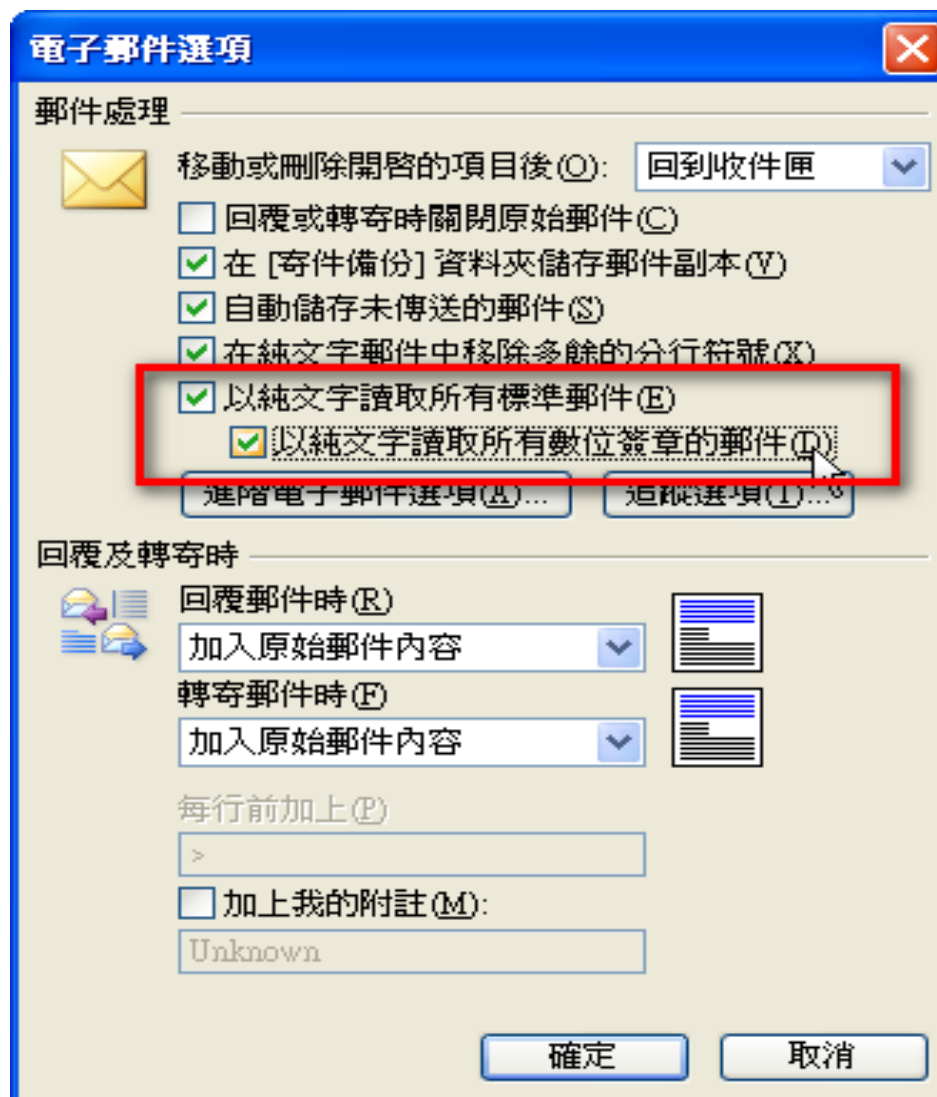 電子郵件選項
郵件處理
移動或刪除開啓的項目後(O): 回到收件匣
回覆或轉寄時關閉原始郵件(C)
在 [寄件備份] 資料夾儲存郵件副本(V)
自動儲存未傳送的郵件(S)
在純文字郵件中移除多餘的分行符號(X)
以純文字讀取所有標準郵件(E)
以純文字讀取所有數位簽章的郵件(D)
進階電子郵件選項(A)... 追蹤選項(T)...
回覆及轉寄時
回覆郵件時(R)
加入原始郵件內容
轉寄郵件時(F)
加入原始郵件內容
每行前加上(P)
>
加上我的附註(M):
Unknown
確定 取消